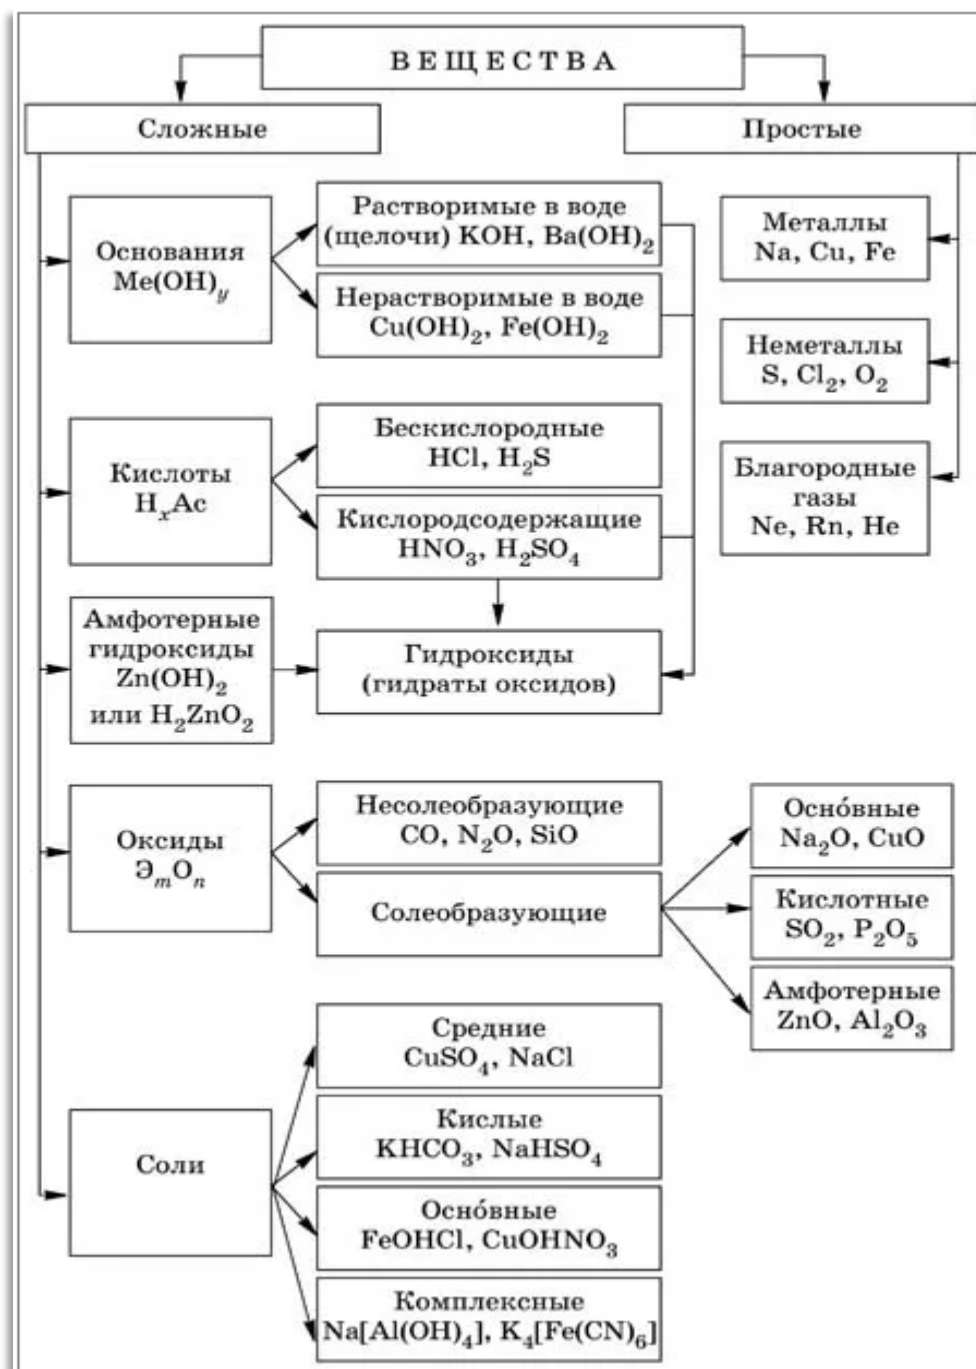 ВЕЩЕСТВА
Сложные
Простые
Основания
Me(OH)y
Растворимые в воде
(щелочи) KOH, Ba(OH)2
Нерастворимые в воде
Cu(OH)2, Fe(OH)2
Металлы
Na, Cu, Fe
Неметаллы
S, Cl2, O2
Благородные
газы
Ne, Rn, He
Кислоты
HxAc
Бескислородные
HCl, H2S
Кислородсодержащие
HNO3, H2SO4
Амфотерные
гидроксиды
Zn(OH)2
или H2ZnO2
Гидроксиды
(гидраты оксидов)
Оксиды
ЭmOn
Несолеобразующие
CO, N2O, SiO
Солеобразующие
Осно́вные
Na2O, CuO
Кислотные
SO2, P2O5
Амфотерные
ZnO, Al2O3
Соли
Средние
CuSO4, NaCl
Кислые
KHCO3, NaHSO4
Осно́вные
FeOHCl, CuOHNO3
Комплексные
Na[Al(OH)4], K4[Fe(CN)6]